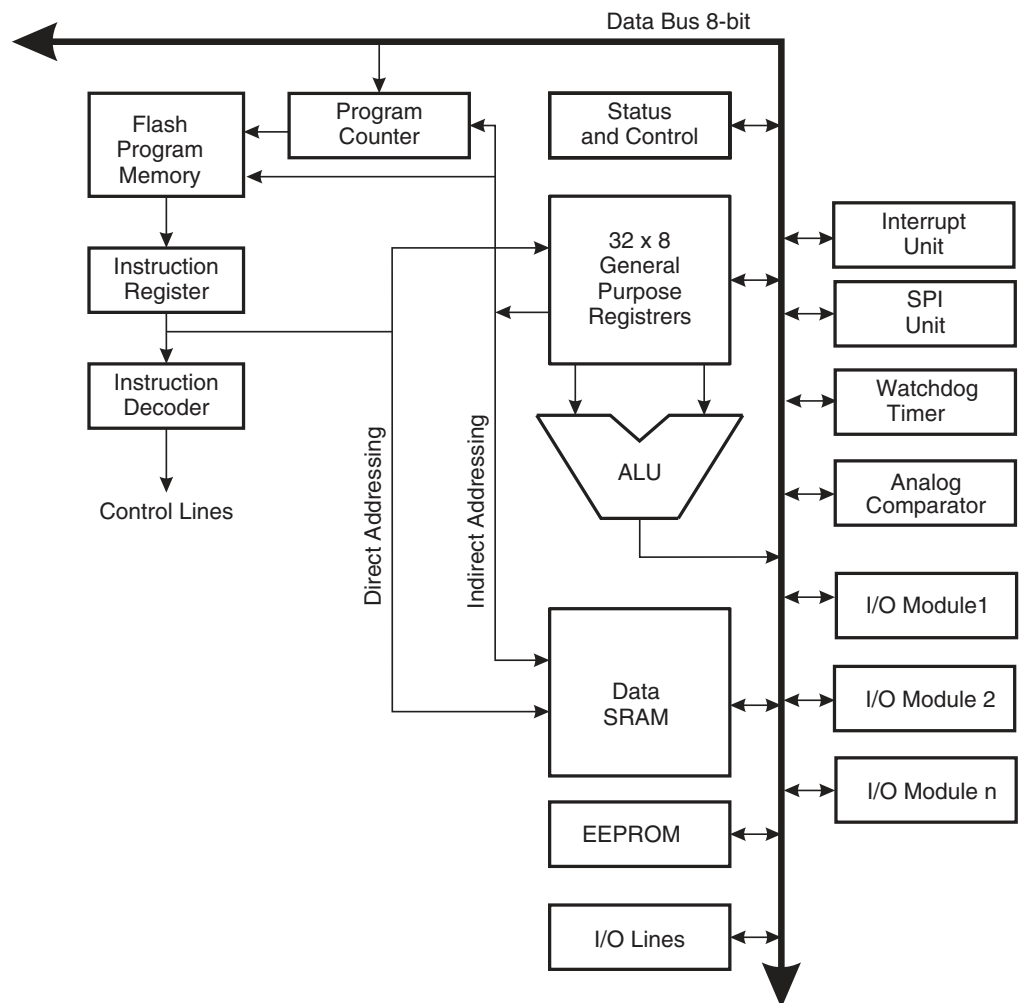 Data Bus 8-bit
Flash
Program
Memory
Program
Counter
Status
and Control
Interrupt
Unit
32 x 8
General
Purpose
Registrers
Instruction
Register
SPI
Unit
Instruction
Decoder
Watchdog
Timer
ALU
Analog
Comparator
Control Lines
Direct Addressing
Indirect Addressing
I/O Module1
Data
SRAM
I/O Module 2
I/O Module n
EEPROM
I/O Lines